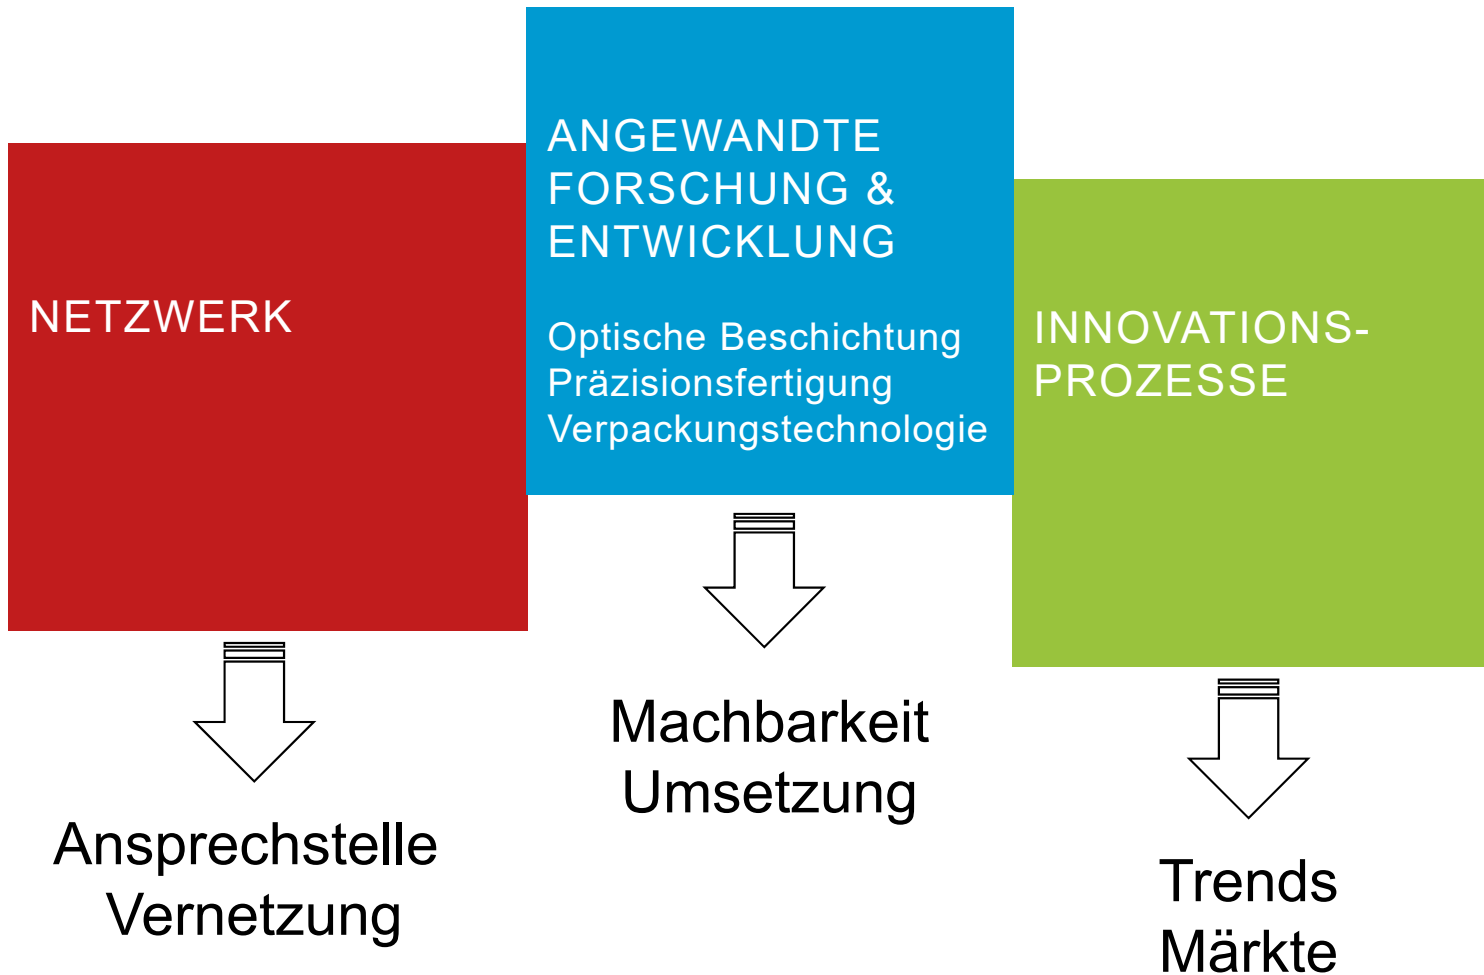 NETZWERK
Ansprechstelle
Vernetzung
ANGEWANDTE
FORSCHUNG &
ENTWICKLUNG
Optische Beschichtung
Präzisionsfertigung
Verpackungstechnologie
Machbarkeit
Umsetzung
INNOVATIONS-
PROZESSE
Trends
Märkte